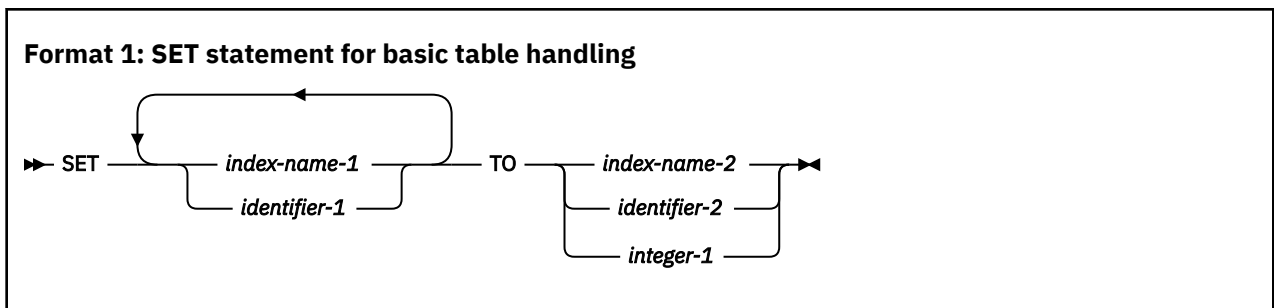 Format 1: SET statement for basic table handling
SET index-name-1 TO index-name-2
identifier-1 identifier-2
integer-1